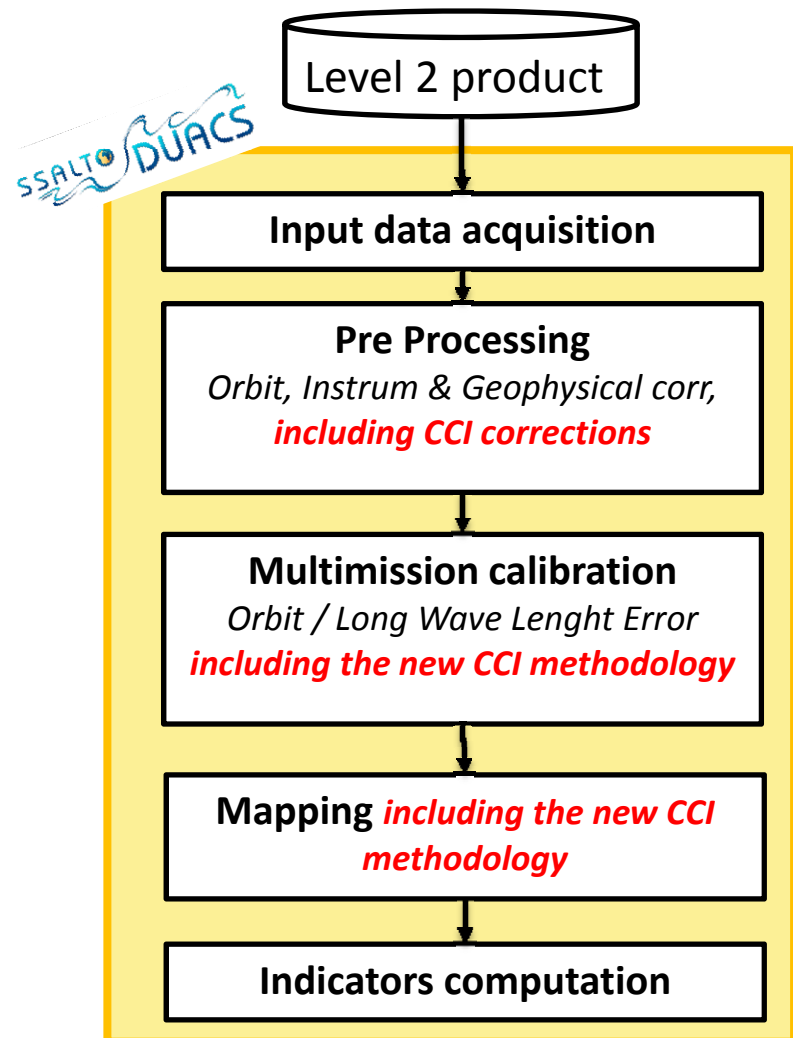 Level 2 product
SSALTO DUACS
Input data acquisition
Pre Processing
Orbit, Instrum & Geophysical corr,
including CCI corrections
Multimission calibration
Orbit / Long Wave Lenght Error
including the new CCI methodology
Mapping including the new CCI
methodology
Indicators computation